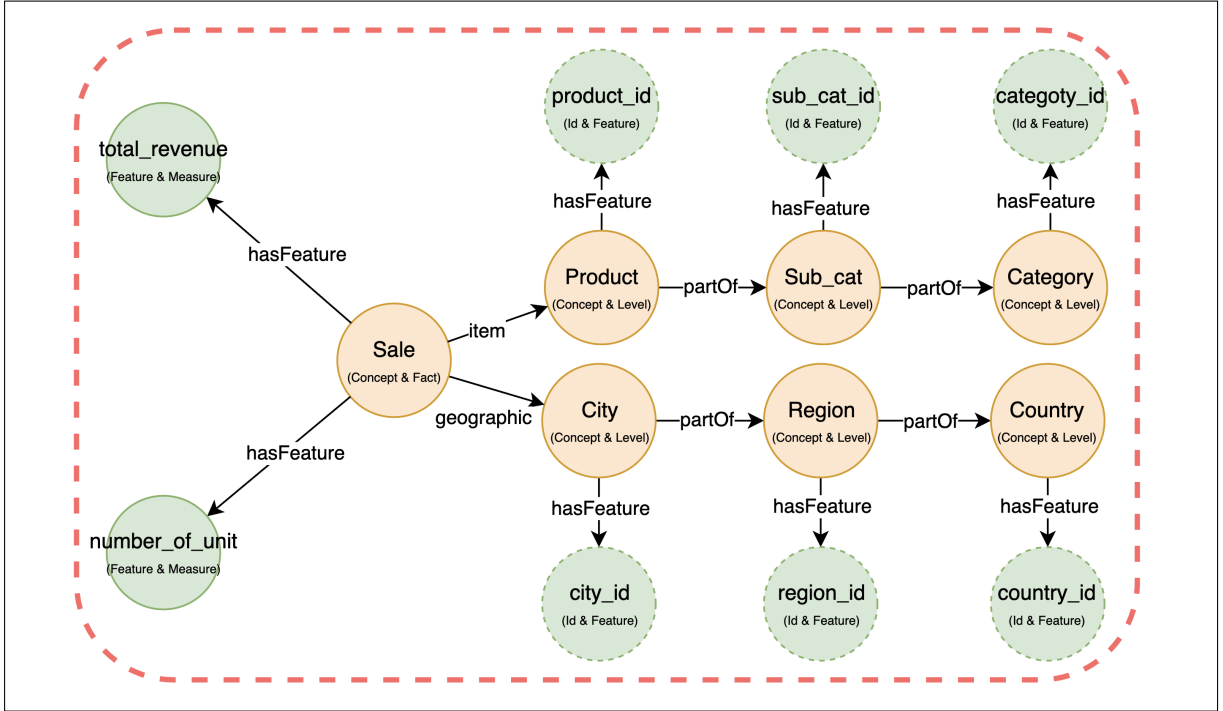 product_id
(Id & Feature)
sub_cat_id
(Id & Feature)
categoty_id
(Id & Feature)
total_revenue
(Feature & Measure)
hasFeature
hasFeature
hasFeature
hasFeature
Product
(Concept & Level)
partOf
Sub_cat
(Concept & Level)
partOf
Category
(Concept & Level)
item
Sale
(Concept & Fact)
geographic
City
(Concept & Level)
partOf
Region
(Concept & Level)
partOf
Country
(Concept & Level)
hasFeature
hasFeature
hasFeature
hasFeature
number_of_unit
(Feature & Measure)
city_id
(Id & Feature)
region_id
(Id & Feature)
country_id
(Id & Feature)